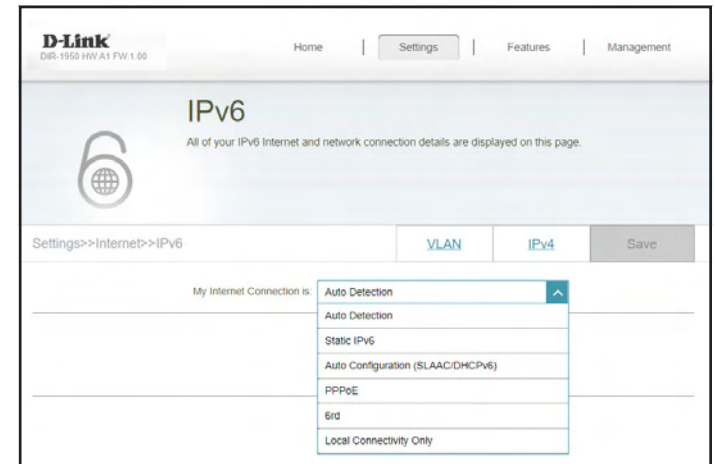 D-Link
DIR-1950 HW:A1 FW:1.00
Home | Settings | Features | Management
IPv6
All of your IPv6 Internet and network connection details are displayed on this page.
Settings>>Internet>>IPv6
VLAN
IPv4
Save
My Internet Connection is: Auto Detection
Auto Detection
Static IPv6
Auto Configuration (SLAAC/DHCPv6)
PPPoE
6rd
Local Connectivity Only